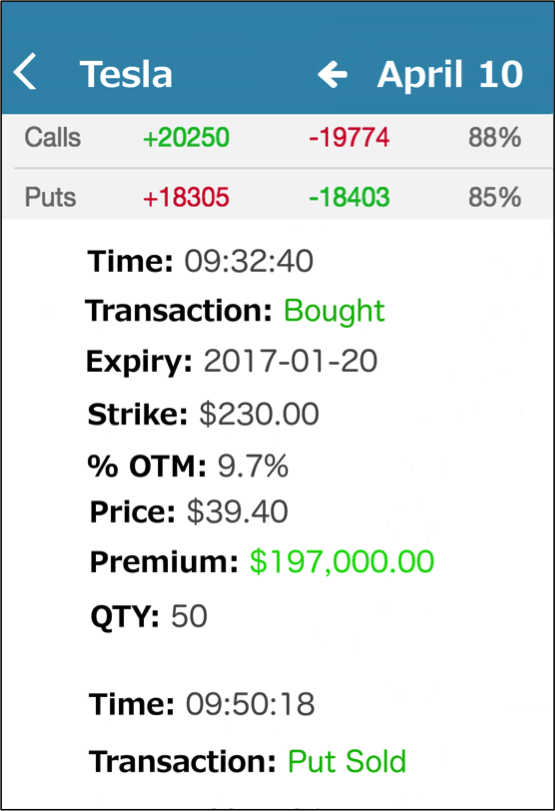 Tesla ← April 10
Calls +20250 -19774 88%
Puts +18305 -18403 85%
Time: 09:32:40
Transaction: Bought
Expiry: 2017-01-20
Strike: $230.00
% OTM: 9.7%
Price: $39.40
Premium: $197,000.00
QTY: 50
Time: 09:50:18
Transaction: Put Sold